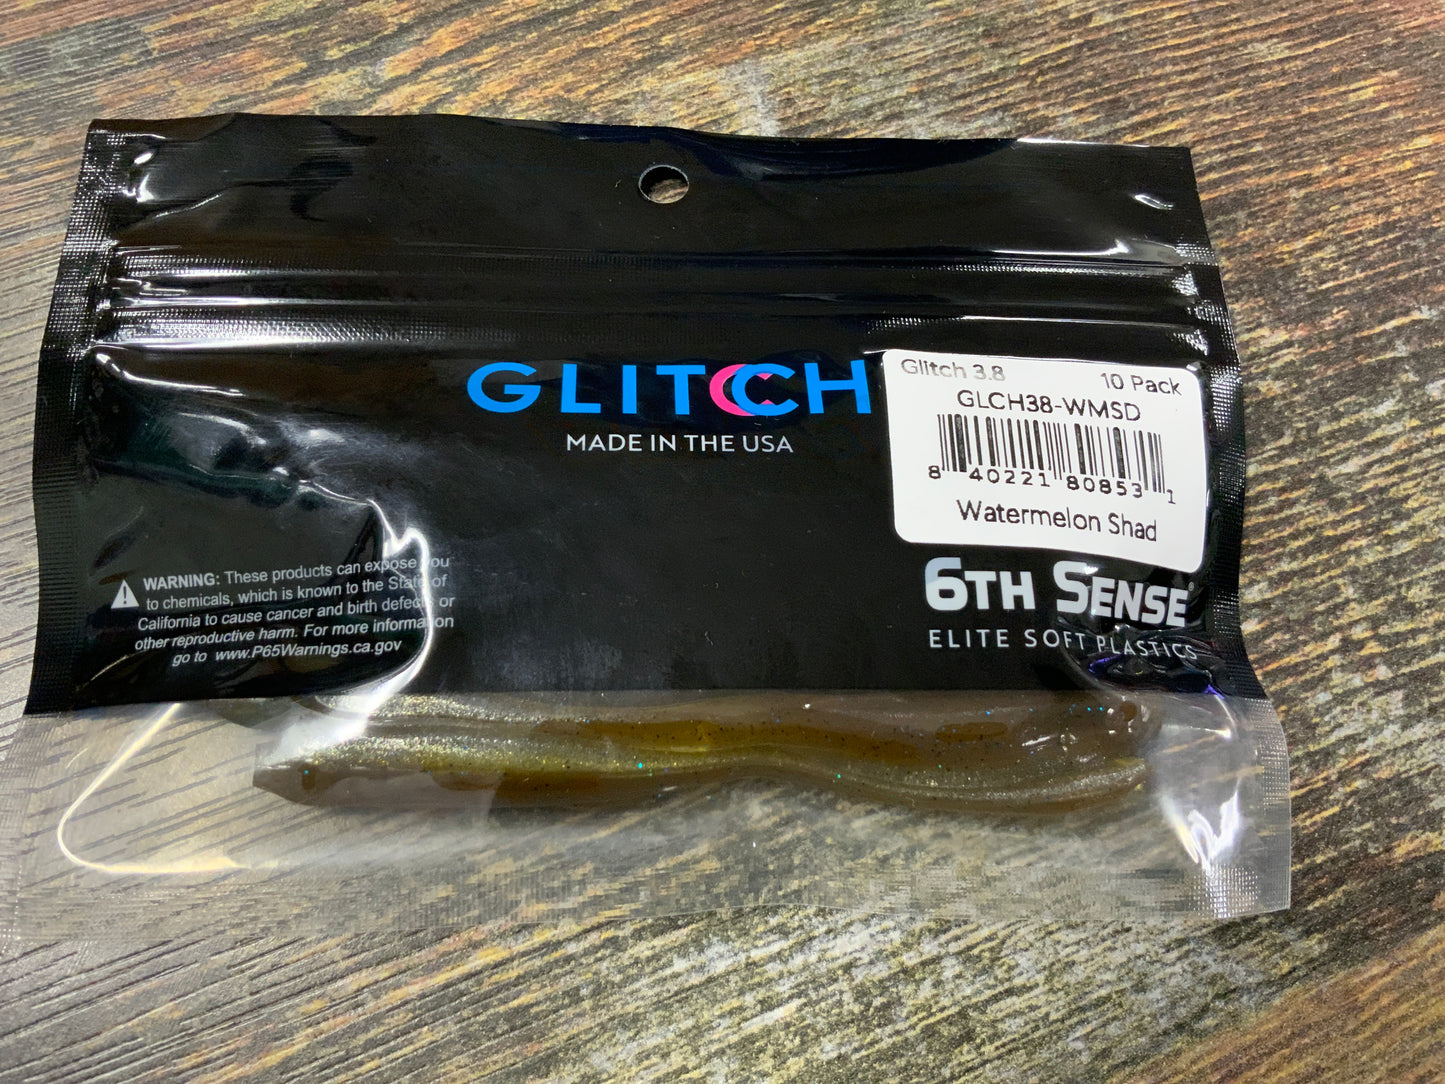 GLITCH
MADE IN THE USA
Glitch 3.8 10 Pack
GLCH38-WMSD
8 40221 80853 1
Watermelon Shad
WARNING: These products can expose you
to chemicals, which is known to the State of
California to cause cancer and birth defects or
other reproductive harm. For more information
go to www.P65Warnings.ca.gov
6TH SENSE®
ELITE SOFT PLASTICS